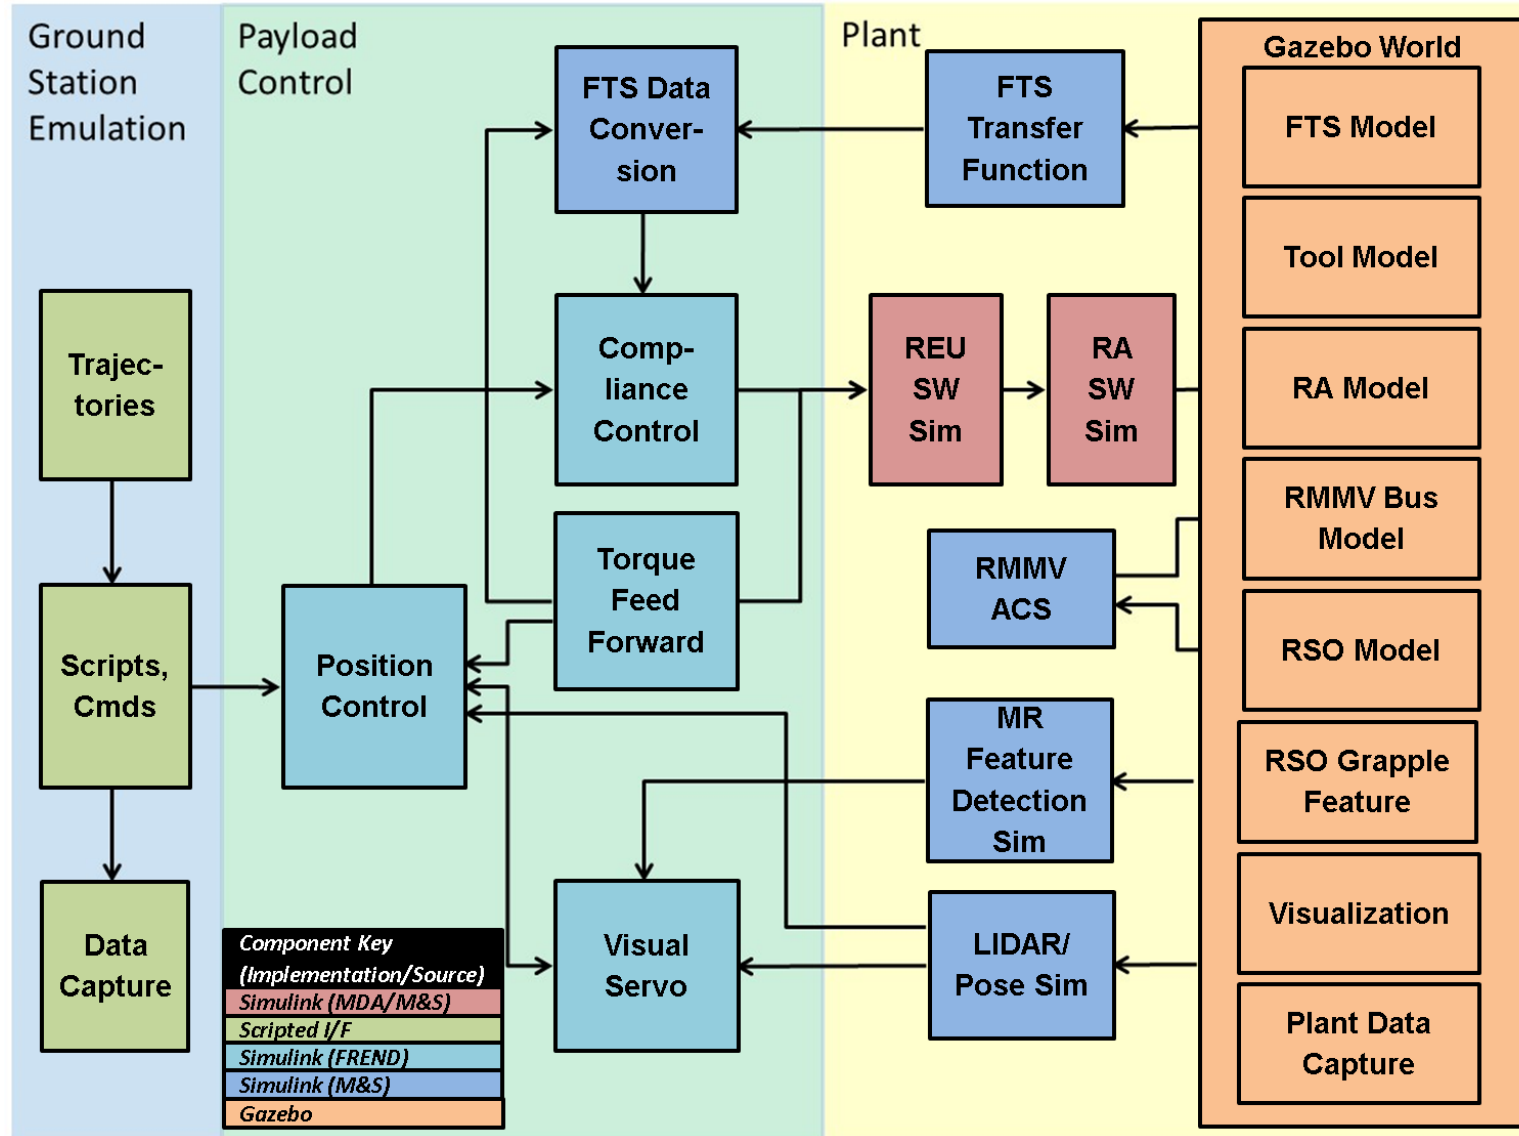 Ground
Station
Emulation
Payload
Control
Plant
Gazebo World
FTS Data
Conver-
sion
FTS
Transfer
Function
FTS Model
Tool Model
Trajec-
tories
Comp-
liance
Control
REU
SW
Sim
RA
SW
Sim
RA Model
RMMV Bus
Model
Torque
Feed
Forward
RMMV
ACS
RSO Model
Scripts,
Cmds
Position
Control
MR
Feature
Detection
Sim
RSO Grapple
Feature
Data
Capture
Visual
Servo
LIDAR/
Pose Sim
Visualization
Plant Data
Capture
Component Key
(Implementation/Source)
Simulink (MDA/M&S)
Scripted I/F
Simulink (FREND)
Simulink (M&S)
Gazebo